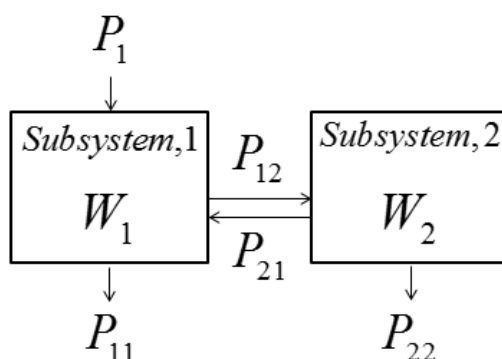 P₁
Subsystem,1
Subsystem,2
P₁₂
W₁
W₂
P₂₁
P₁₁
P₂₂